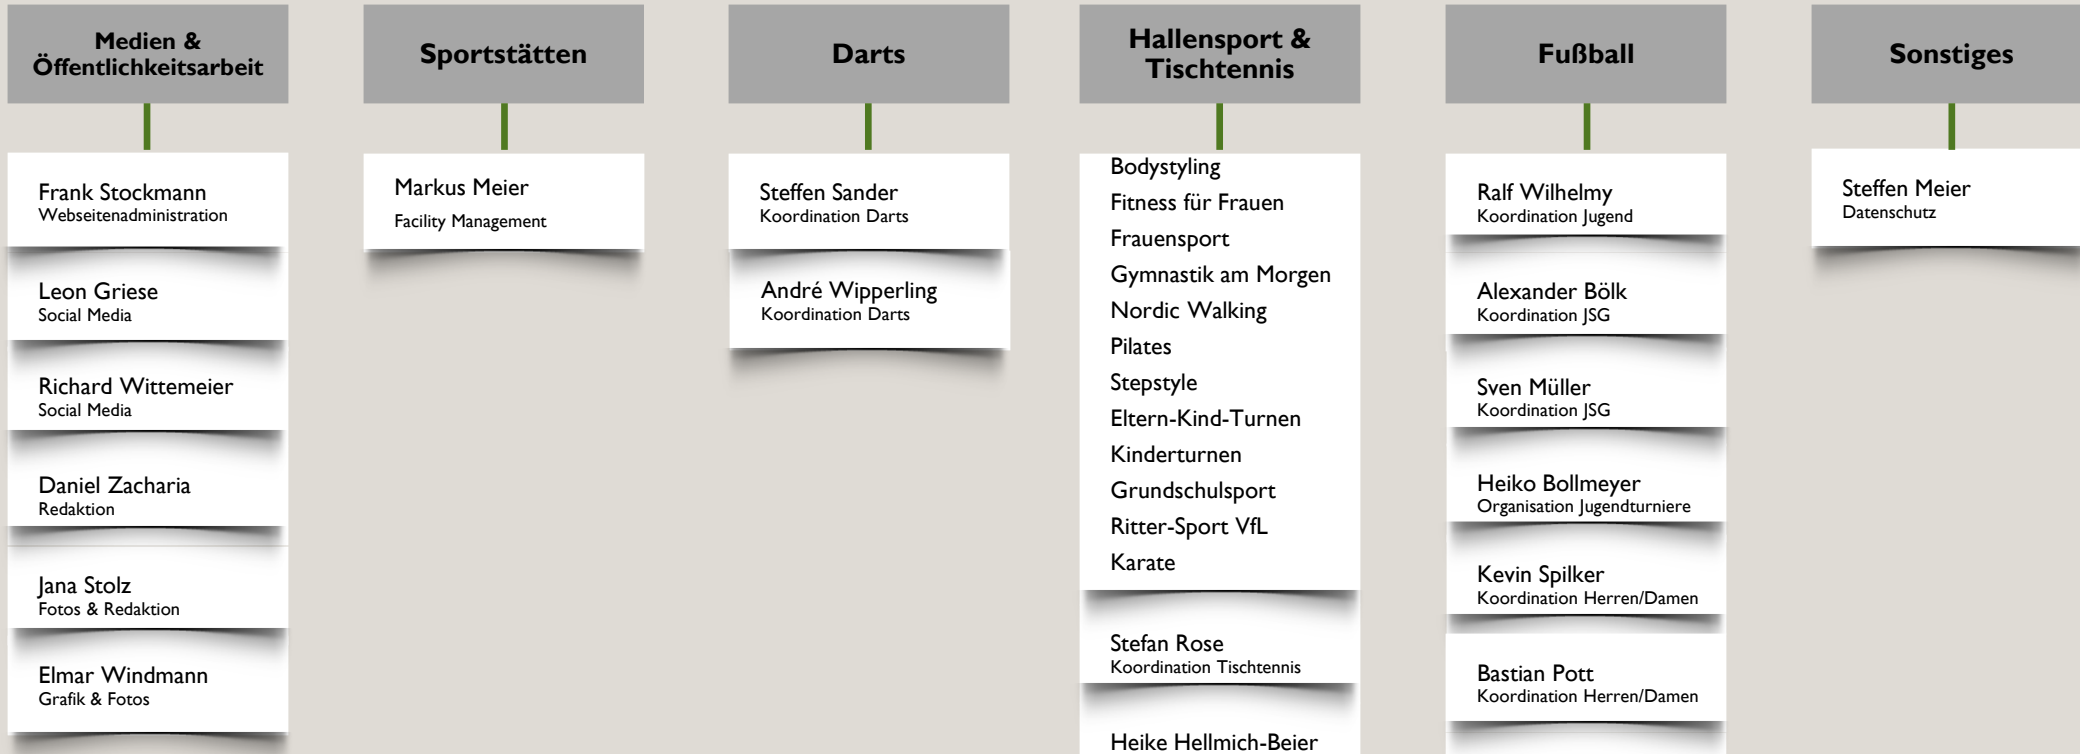 Medien &
Öffentlichkeitsarbeit
Frank Stockmann
Webseitenadministration
Leon Griese
Social Media
Richard Wittemeier
Social Media
Daniel Zacharia
Redaktion
Jana Stolz
Fotos & Redaktion
Elmar Windmann
Grafik & Fotos
Sportstätten
Markus Meier
Facility Management
Darts
Steffen Sander
Koordination Darts
André Wipperling
Koordination Darts
Hallensport &
Tischtennis
Bodystyling
Fitness für Frauen
Frauensport
Gymnastik am Morgen
Nordic Walking
Pilates
Stepstyle
Eltern-Kind-Turnen
Kinderturnen
Grundschulsport
Ritter-Sport VfL
Karate
Stefan Rose
Koordination Tischtennis
Heike Hellmich-Beier
Fußball
Ralf Wilhelmy
Koordination Jugend
Alexander Bölk
Koordination JSG
Sven Müller
Koordination JSG
Heiko Bollmeyer
Organisation Jugendturniere
Kevin Spilker
Koordination Herren/Damen
Bastian Pott
Koordination Herren/Damen
Sonstiges
Steffen Meier
Datenschutz